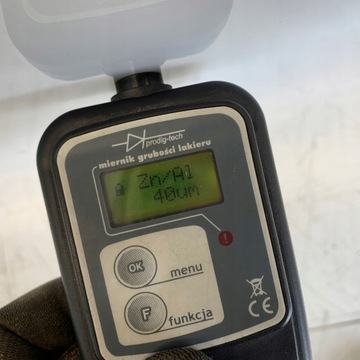 prodig-tech
miernik grubości lakieru
Zn/Al
40um
OK menu
F funkcja
CE